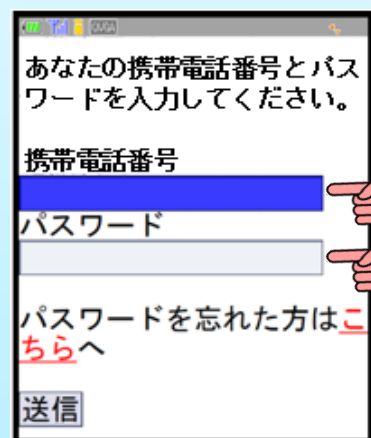 あなたの携帯電話番号とパス
ワードを入力してください。
携帯電話番号
パスワード
パスワードを忘れた方はこ
ちらへ
送信